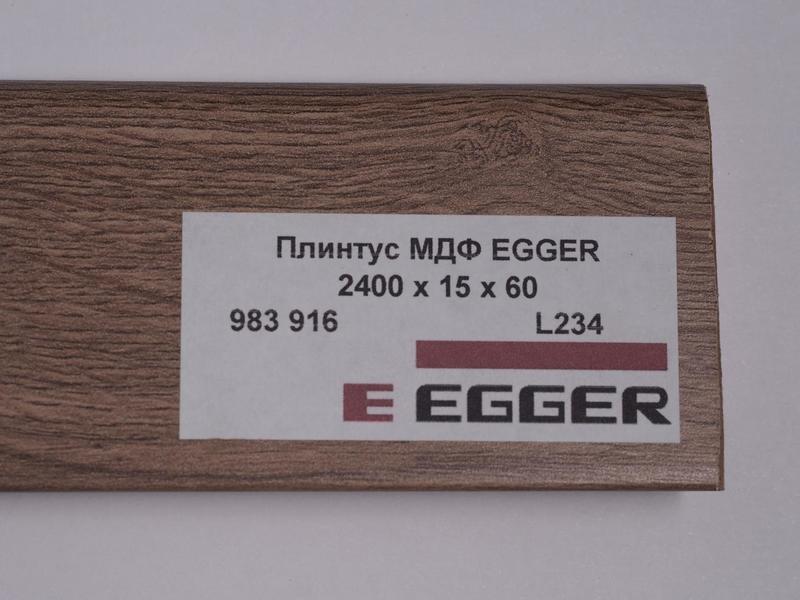 Плинтус МДФ EGGER
2400 x 15 x 60
983 916 L234
E EGGER